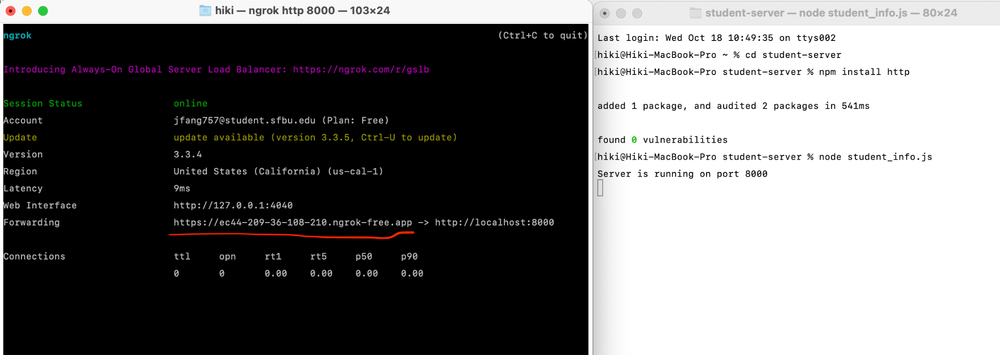 hiki — ngrok http 8000 — 103×24
ngrok (Ctrl+C to quit)
Introducing Always-On Global Server Load Balancer: https://ngrok.com/r/gslb
Session Status online
Account jfang757@student.sfbu.edu (Plan: Free)
Update update available (version 3.3.5, Ctrl-U to update)
Version 3.3.4
Region United States (California) (us-cal-1)
Latency 9ms
Web Interface http://127.0.0.1:4040
Forwarding https://ec44-209-36-108-210.ngrok-free.app -> http://localhost:8000
Connections ttl opn rt1 rt5 p50 p90
0 0 0.00 0.00 0.00 0.00
student-server — node student_info.js — 80×24
Last login: Wed Oct 18 10:49:35 on ttys002
[hiki@Hiki-MacBook-Pro ~ % cd student-server
[hiki@Hiki-MacBook-Pro student-server % npm install http
added 1 package, and audited 2 packages in 541ms
found 0 vulnerabilities
[hiki@Hiki-MacBook-Pro student-server % node student_info.js
Server is running on port 8000